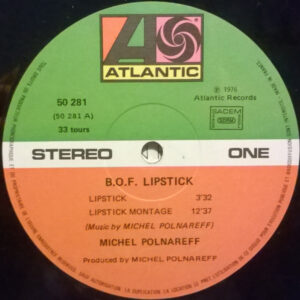 ATLANTIC
50 281
(50 281 A)
33 tours
℗ 1976
Atlantic Records
SACEM
STEREO
ONE
B.O.F. LIPSTICK
LIPSTICK 3'32
LIPSTICK MONTAGE 12'37
(Music by MICHEL POLNAREFF)
MICHEL POLNAREFF
Produced by MICHEL POLNAREFF